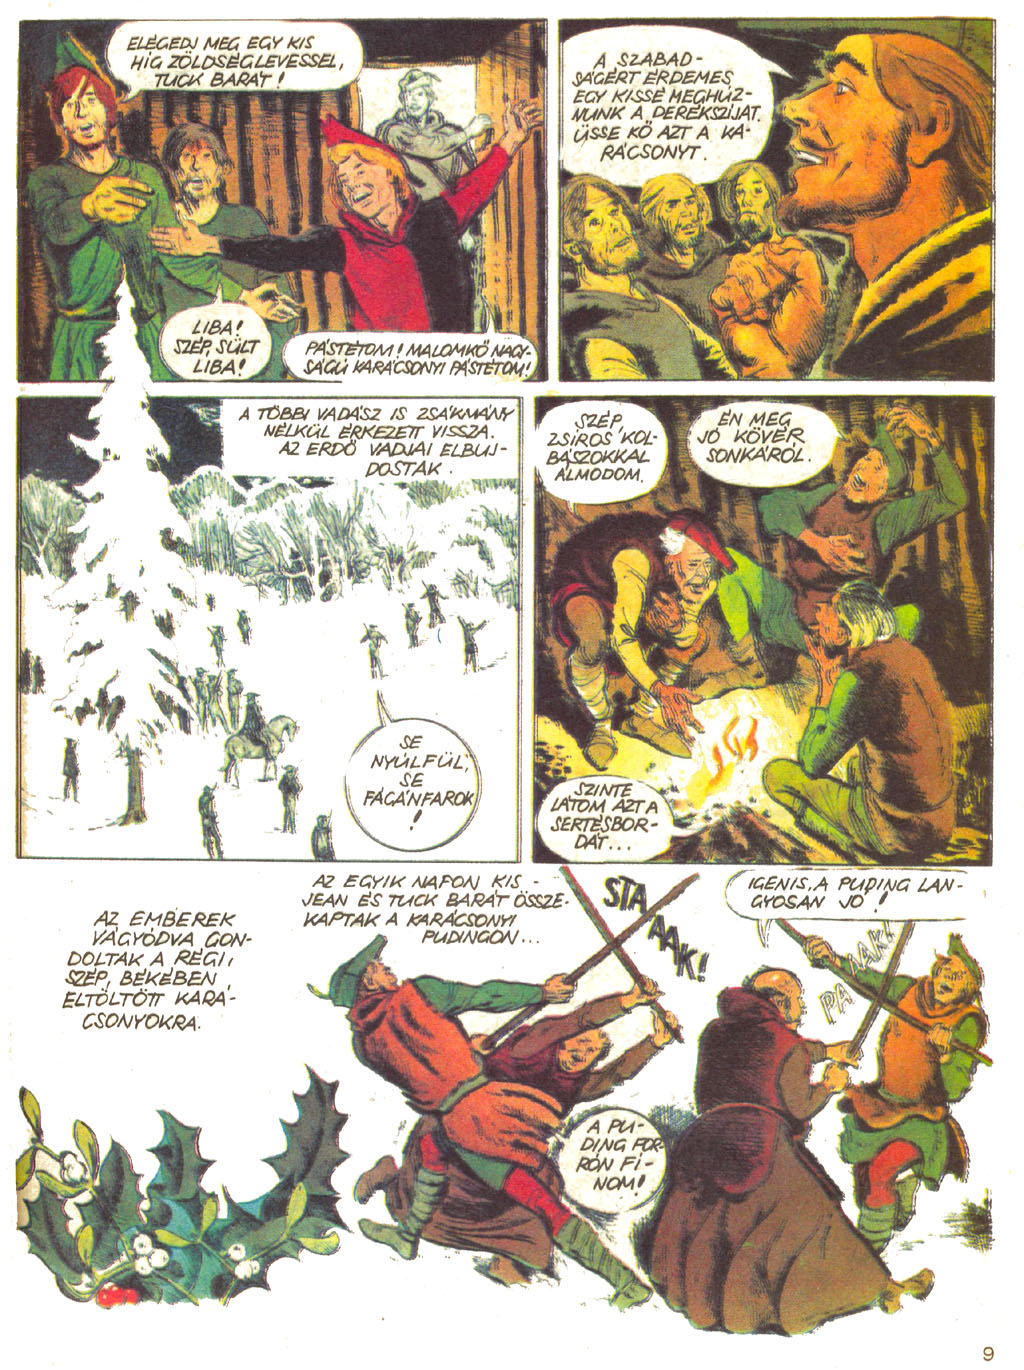 ELÉGEDJ MEG EGY KIS
HIG ZÖLDSÉGLEVESSEL,
TUCK BARÁT!
LIBA!
SZÉP, SÜLT
LIBA!
PÁSTÉTOM! MALOMKŐ NAGY-
SÁGÚ KARÁCSONYI PÁSTÉTOM!
A SZABAD-
SÁGÉRT ÉRDEMES
EGY KISSÉ MEGHÚZ-
NUNK A DEREKSZÍJAT.
ÜSSE KŐ AZT A KA-
RÁCSONYT.
A TÖBBI VADÁSZ IS ZSÁKMÁNY
NÉLKÜL ÉRKEZETT VISSZA.
AZ ERDŐ VADJAI ELBUJ-
DOSTAK.
SE
NYÚLFÜL,
SE
FÁCÁNFAROK
!
SZÉP,
ZSÍROS KOL-
BÁSZOKKAL
ÁLMODOM.
ÉN MEG
JÓ KÖVÉR
SONKÁRÓL.
SZINTE
LÁTOM AZT A
SERTÉSBOR-
DÁT...
AZ EMBEREK
VÁGYÓDVA GON-
DOLTAK A RÉGI,
SZÉP, BÉKÉBEN
ELTÖLTÖTT KARÁ-
CSONYOKRA.
AZ EGYIK NAPON KIS-
JEAN ÉS TUCK BARÁT ÖSSZE-
KAPTAK A KARÁCSONYI
PUDINGON...
STA
AAK!
A PU-
DING FOR-
RÓN FI-
NOM!
IGENIS, A PUDING LAN-
GYOSAN JÓ!
PA
AAK!
9